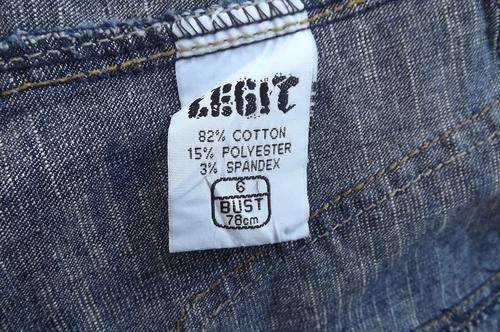 LEGIT
82% COTTON
15% POLYESTER
3% SPANDEX
6
BUST
78cm